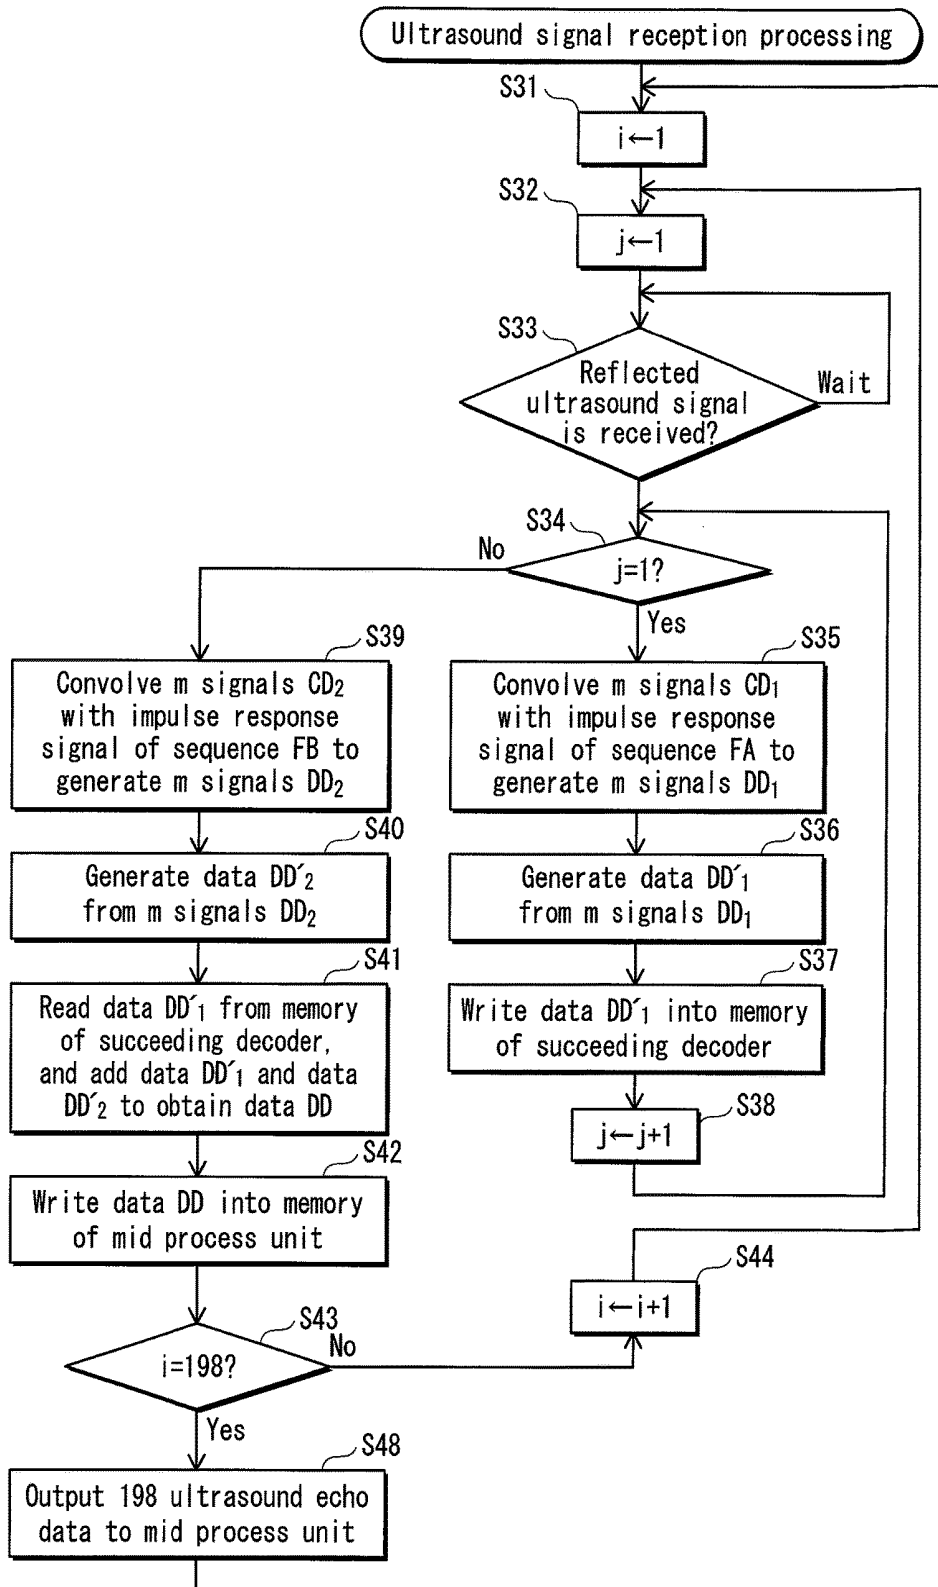 Ultrasound signal reception processing
S31
i←1
S32
j←1
S33
Reflected
ultrasound signal
is received?
Wait
S34
j=1?
No
Yes
S39
Convolve m signals CD₂
with impulse response
signal of sequence FB to
generate m signals DD₂
S35
Convolve m signals CD₁
with impulse response
signal of sequence FA to
generate m signals DD₁
S40
Generate data DD′₂
from m signals DD₂
S36
Generate data DD′₁
from m signals DD₁
S41
Read data DD′₁ from memory
of succeeding decoder,
and add data DD′₁ and data
DD′₂ to obtain data DD
S37
Write data DD′₁ into memory
of succeeding decoder
S38
j←j+1
S42
Write data DD into memory
of mid process unit
S44
i←i+1
S43
i=198?
No
Yes
S48
Output 198 ultrasound echo
data to mid process unit